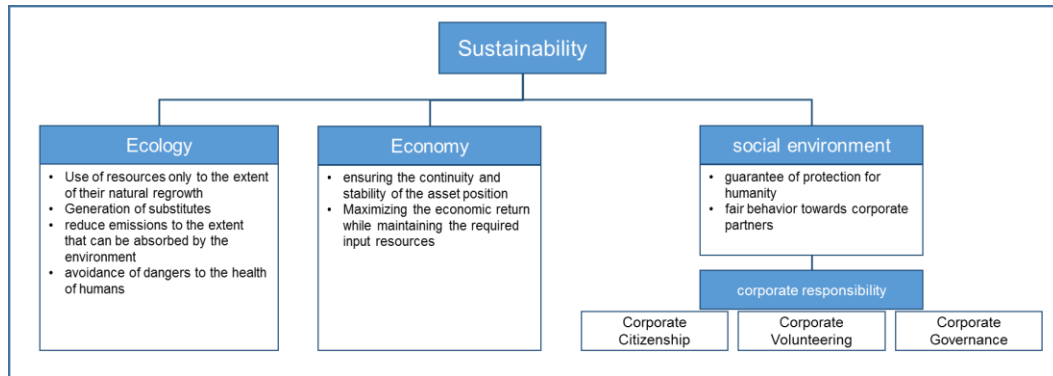 Sustainability
Ecology
• Use of resources only to the extent
of their natural regrowth
• Generation of substitutes
• reduce emissions to the extent
that can be absorbed by the
environment
• avoidance of dangers to the health
of humans
Economy
• ensuring the continuity and
stability of the asset position
• Maximizing the economic return
while maintaining the required
input resources
social environment
• guarantee of protection for
humanity
• fair behavior towards corporate
partners
corporate responsibility
Corporate
Citizenship
Corporate
Volunteering
Corporate
Governance